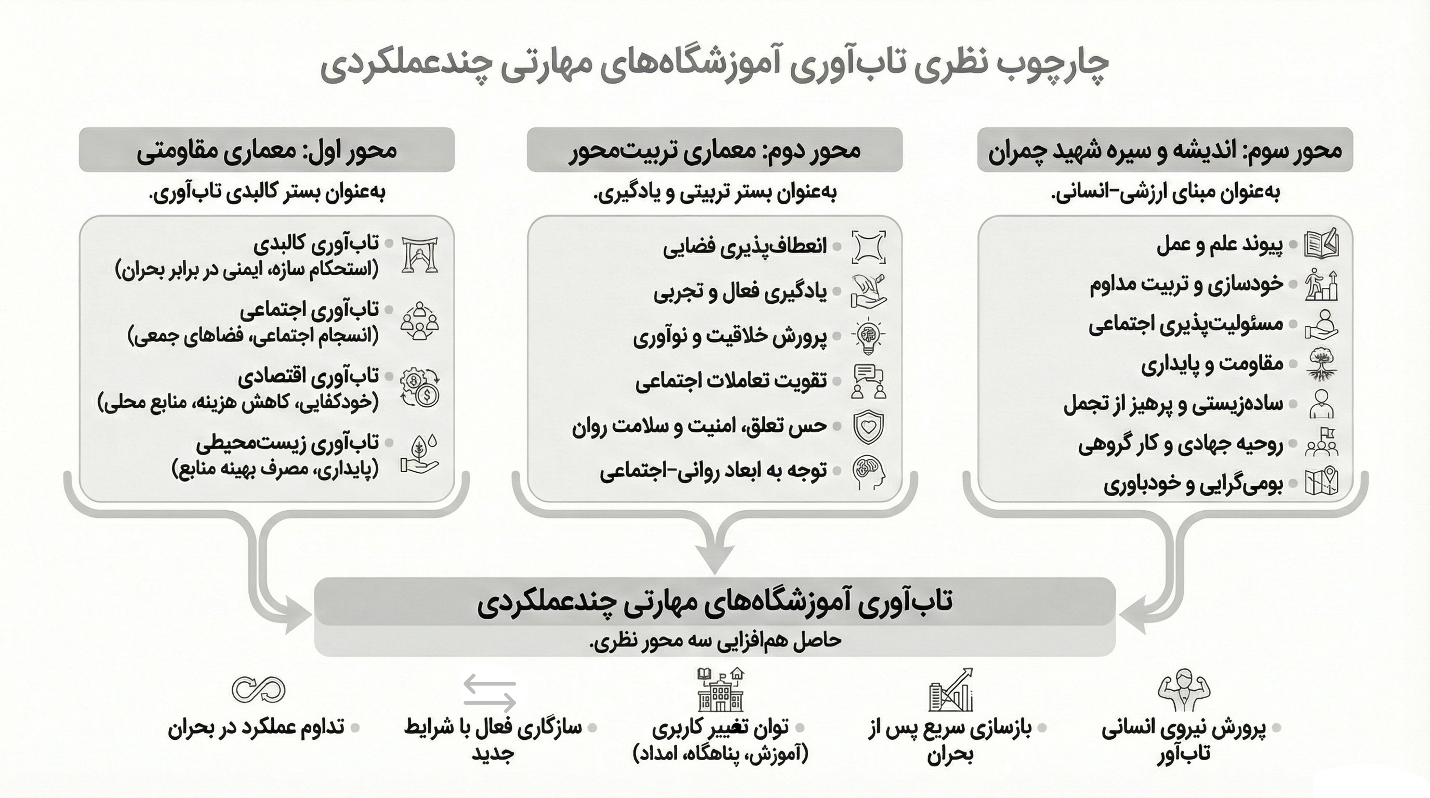 چارچوب نظری تاب‌آوری آموزشگاه‌های مهارتی چندعملکردی
محور سوم: اندیشه و سیره شهید چمران
به‌عنوان مبنای ارزشی-انسانی.
پیوند علم و عمل
خودسازی و تربیت مداوم
مسئولیت‌پذیری اجتماعی
مقاومت و پایداری
ساده‌زیستی و پرهیز از تجمل
روحیه جهادی و کار گروهی
بومی‌گرایی و خودباوری
محور دوم: معماری تربیت‌محور
به‌عنوان بستر تربیتی و یادگیری.
انعطاف‌پذیری فضایی
یادگیری فعال و تجربی
پرورش خلاقیت و نوآوری
تقویت تعاملات اجتماعی
حس تعلق، امنیت و سلامت روان
توجه به ابعاد روانی-اجتماعی
محور اول: معماری مقاومتی
به‌عنوان بستر کالبدی تاب‌آوری.
تاب‌آوری کالبدی
(استحکام سازه، ایمنی در برابر بحران)
تاب‌آوری اجتماعی
(انسجام اجتماعی، فضاهای جمعی)
تاب‌آوری اقتصادی
(خودکفایی، کاهش هزینه، منابع محلی)
تاب‌آوری زیست‌محیطی
(پایداری، مصرف بهینه منابع)
تاب‌آوری آموزشگاه‌های مهارتی چندعملکردی
حاصل هم‌افزایی سه محور نظری.
پرورش نیروی انسانی
تاب‌آور
بازسازی سریع پس از
بحران
توان تغییر کاربری
(آموزش، پناهگاه، امداد)
سازگاری فعال با شرایط
جدید
تداوم عملکرد در بحران